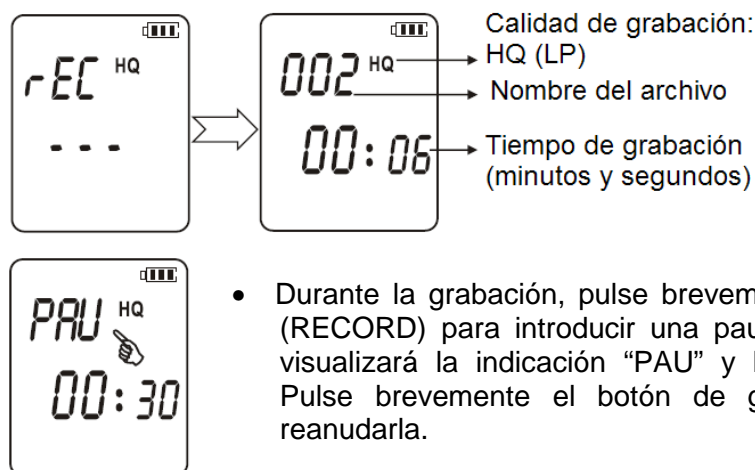 Calidad de grabación:
rEC HQ
002 HQ
HQ (LP)
Nombre del archivo
- - -
00:06
Tiempo de grabación
(minutos y segundos)
PAU HQ
00:30
• Durante la grabación, pulse
(RECORD) para introducir una
visualizará la indicación “PAU” y
Pulse brevemente el botón de
reanudarla.